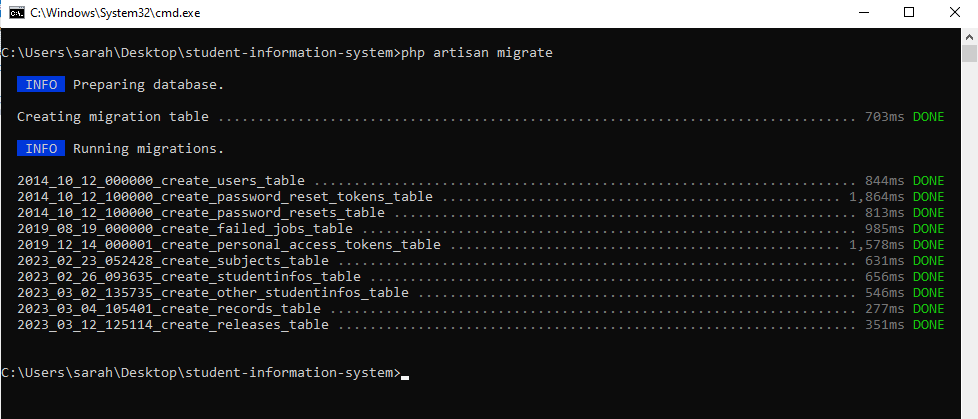 C:\Windows\System32\cmd.exe
C:\Users\sarah\Desktop\student-information-system>php artisan migrate
INFO Preparing database.
Creating migration table ................................................................................ 703ms DONE
INFO Running migrations.
2014_10_12_000000_create_users_table ..................................................................... 844ms DONE
2014_10_12_100000_create_password_reset_tokens_table .................................................. 1,864ms DONE
2014_10_12_100000_create_password_resets_table ........................................................... 813ms DONE
2019_08_19_000000_create_failed_jobs_table ............................................................... 985ms DONE
2019_12_14_000001_create_personal_access_tokens_table ................................................. 1,578ms DONE
2023_02_23_052428_create_subjects_table .................................................................. 631ms DONE
2023_02_26_093635_create_studentinfos_table .............................................................. 656ms DONE
2023_03_02_135735_create_other_studentinfos_table ........................................................ 546ms DONE
2023_03_04_105401_create_records_table ................................................................... 277ms DONE
2023_03_12_125114_create_releases_table .................................................................. 351ms DONE
C:\Users\sarah\Desktop\student-information-system>